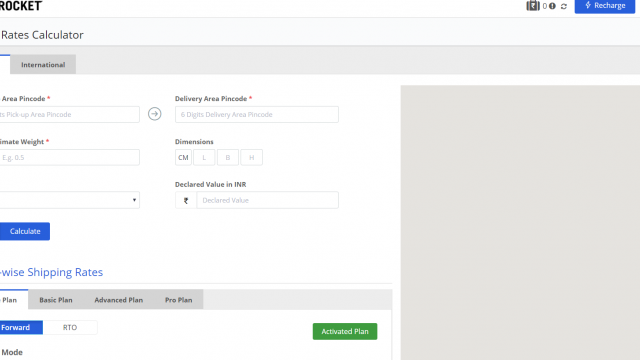 ROCKET
0
Recharge
Rates Calculator
International
Area Pincode *
Delivery Area Pincode *
ts Pick-up Area Pincode
6 Digits Delivery Area Pincode
imate Weight *
Dimensions
E.g. 0.5
CM L B H
Declared Value in INR
₹ Declared Value
Calculate
-wise Shipping Rates
Plan Basic Plan Advanced Plan Pro Plan
Forward RTO
Activated Plan
Mode